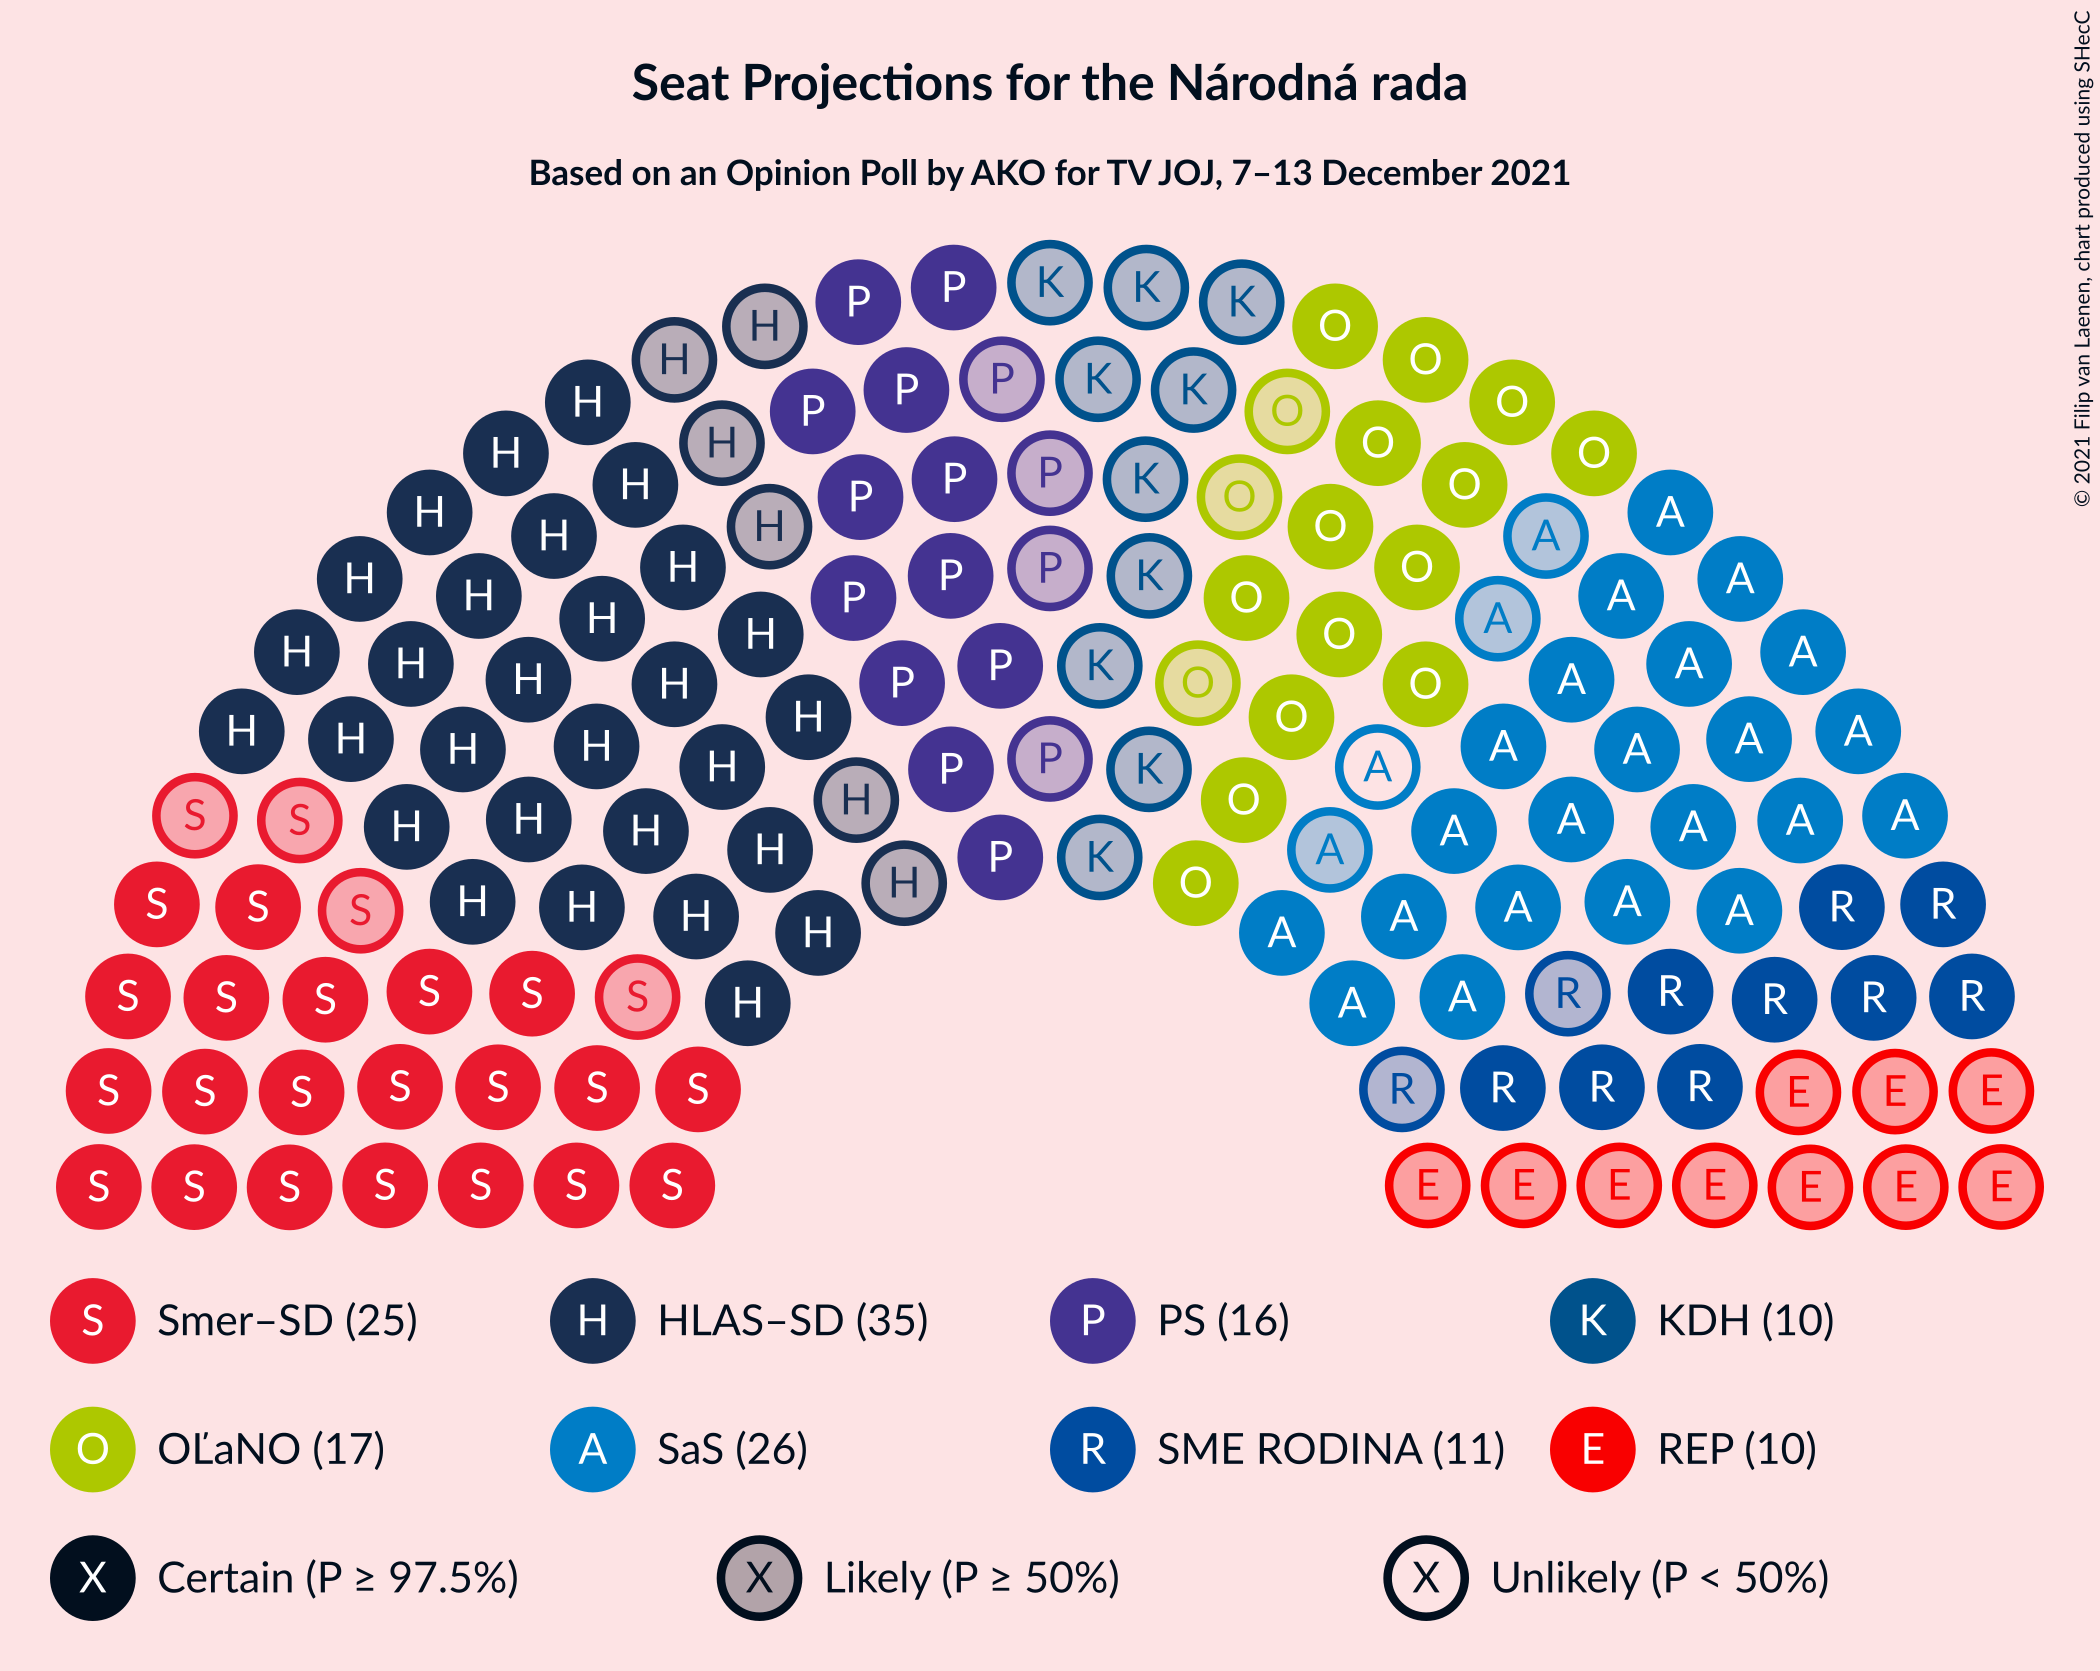 Seat Projections for the Národná rada
Based on an Opinion Poll by AKO for TV JOJ, 7–13 December 2021
© 2021 Filip van Laenen, chart produced using SHecC
H H P P K K K O O
H P P P K K O O O O
H H H P P P K O O O A A
H H H H P P P K O O O A A A
H H H H H P P K O O O A A A A
H H H H H H P P K O A A A A A A
S S H H H H H P K O A A A A A A
S S S H H H H A A A A A R R
S S S S S S H A A R R R R R
S S S S S S S R R R R E E E
S S S S S S S E E E E E E E
S Smer–SD (25) H HLAS–SD (35) P PS (16) K KDH (10)
O OĽaNO (17) A SaS (26) R SME RODINA (11) E REP (10)
X Certain (P ≥ 97.5%) X Likely (P ≥ 50%) X Unlikely (P < 50%)